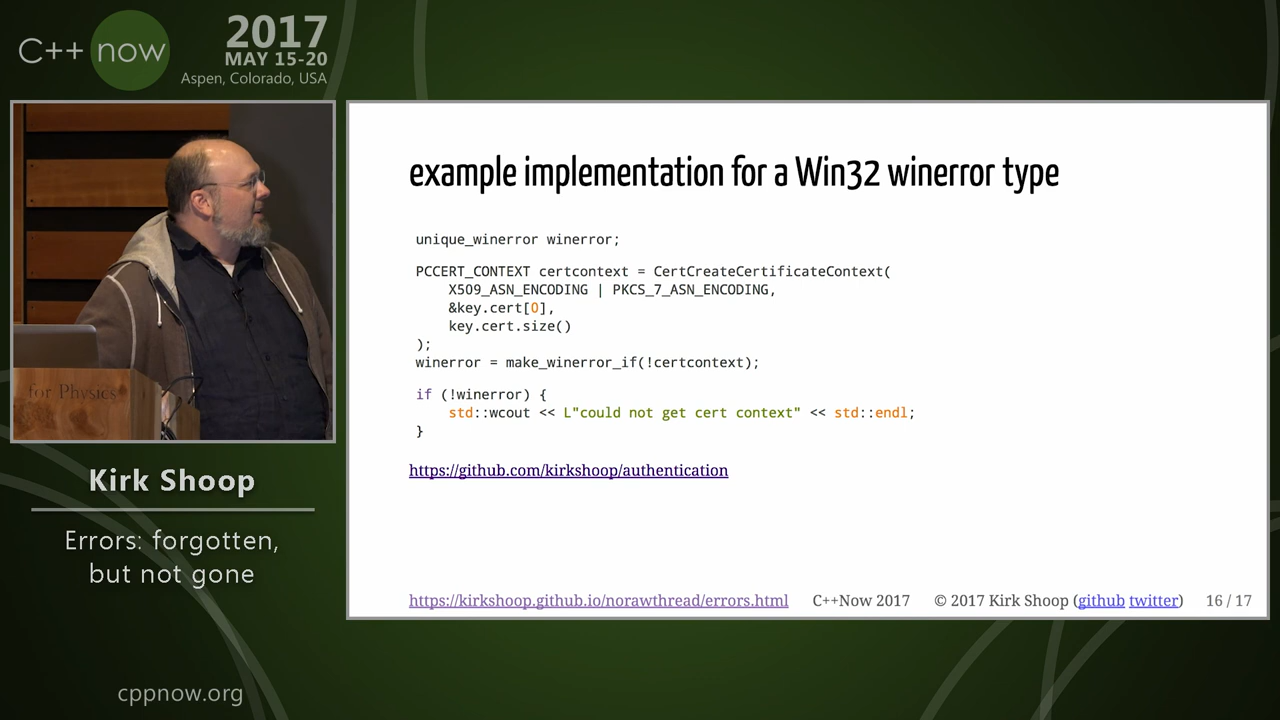 C++ now
2017
MAY 15-20
Aspen, Colorado, USA
for Physics
Kirk Shoop
Errors: forgotten,
but not gone
cppnow.org
example implementation for a Win32 winerror type
unique_winerror winerror;
PCCERT_CONTEXT certcontext = CertCreateCertificateContext(
X509_ASN_ENCODING | PKCS_7_ASN_ENCODING,
&key.cert[0],
key.cert.size()
);
winerror = make_winerror_if(!certcontext);
if (!winerror) {
std::wcout << L"could not get cert context" << std::endl;
}
https://github.com/kirkshoop/authentication
https://kirkshoop.github.io/norawthread/errors.html C++Now 2017 © 2017 Kirk Shoop (github twitter) 16 / 17